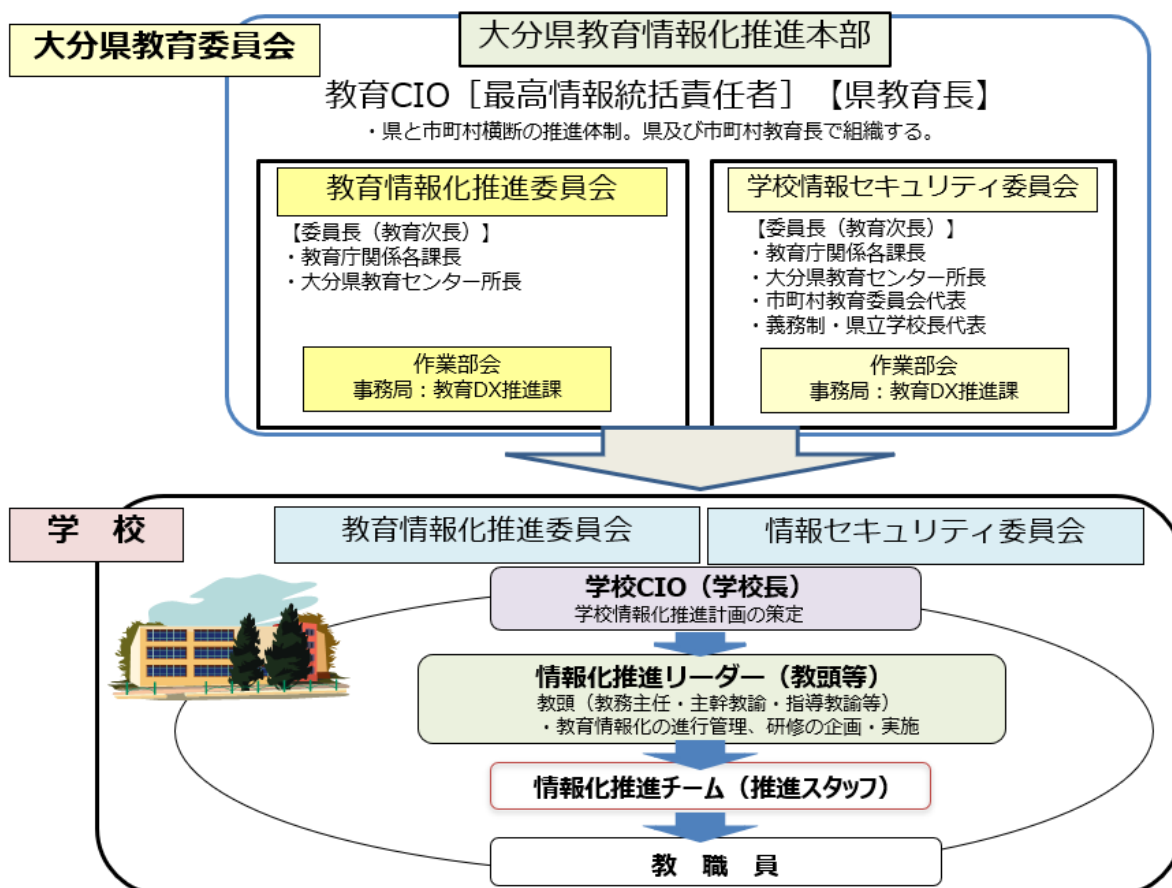 大分県教育委員会
大分県教育情報化推進本部
教育CIO［最高情報統括責任者］【県教育長】
・県と市町村横断の推進体制。県及び市町村教育長で組織する。
教育情報化推進委員会
【委員長（教育次長）】
・教育庁関係各課長
・大分県教育センター所長
作業部会
事務局：教育DX推進課
学校情報セキュリティ委員会
【委員長（教育次長）】
・教育庁関係各課長
・大分県教育センター所長
・市町村教育委員会代表
・義務制・県立学校長代表
作業部会
事務局：教育DX推進課
学　校
教育情報化推進委員会
情報セキュリティ委員会
学校CIO（学校長）
学校情報化推進計画の策定
情報化推進リーダー（教頭等）
教頭（教務主任・主幹教諭・指導教諭等）
・教育情報化の進行管理、研修の企画・実施
情報化推進チーム（推進スタッフ）
教　職　員